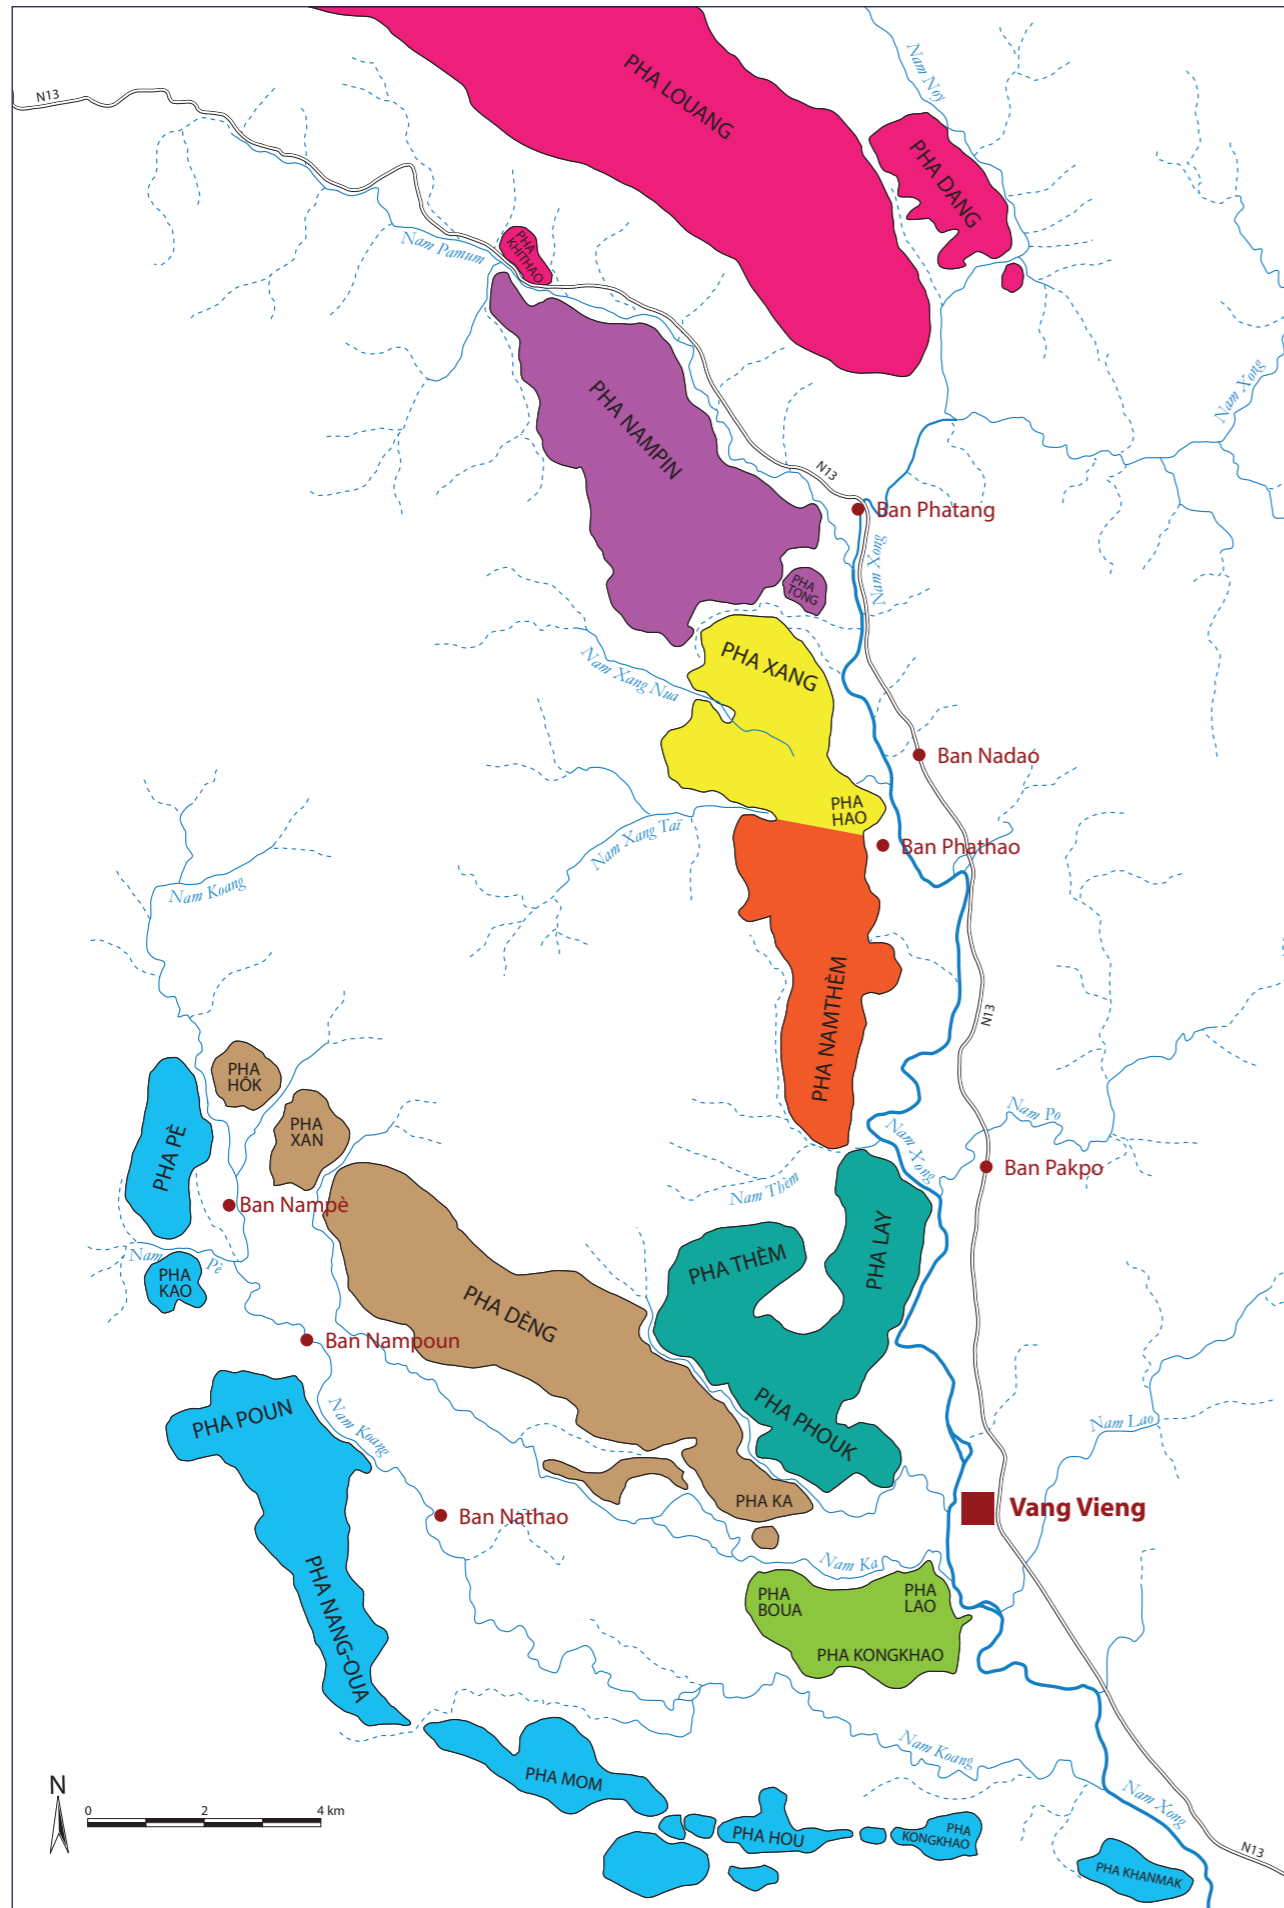 N13
PHA LOUANG
Nam Noy
PHA DANG
Nam Pamum
PHA
KHITHAO
PHA NAMPIN
Nam Xong
N13
Ban Phatang
Nam Xong
PHA
TONG
PHA XANG
Nam Xang Nua
Ban Nadao
PHA
HAO
Nam Xang Taï
Ban Phathao
Nam Koang
PHA NAMTHÈM
N13
PHA
HÔK
PHA
XAN
PHA PÈ
Nam Po
Nam Xong
Ban Pakpo
Nam Thèm
Ban Nampè
Nam Pè
PHA
KAO
PHA THÈM
PHA LAY
PHA DÈNG
Ban Nampoun
PHA POUN
Nam Koang
PHA PHOUK
Nam Lao
PHA KA
Vang Vieng
Ban Nathao
Nam Ka
PHA
BOUA
PHA
LAO
PHA NANG-OUA
PHA KONGKHAO
Nam Koang
PHA MOM
N
0 2 4 km
Nam Xong
PHA HOU
PHA
KONGKHAO
N13
PHA KHANMAK